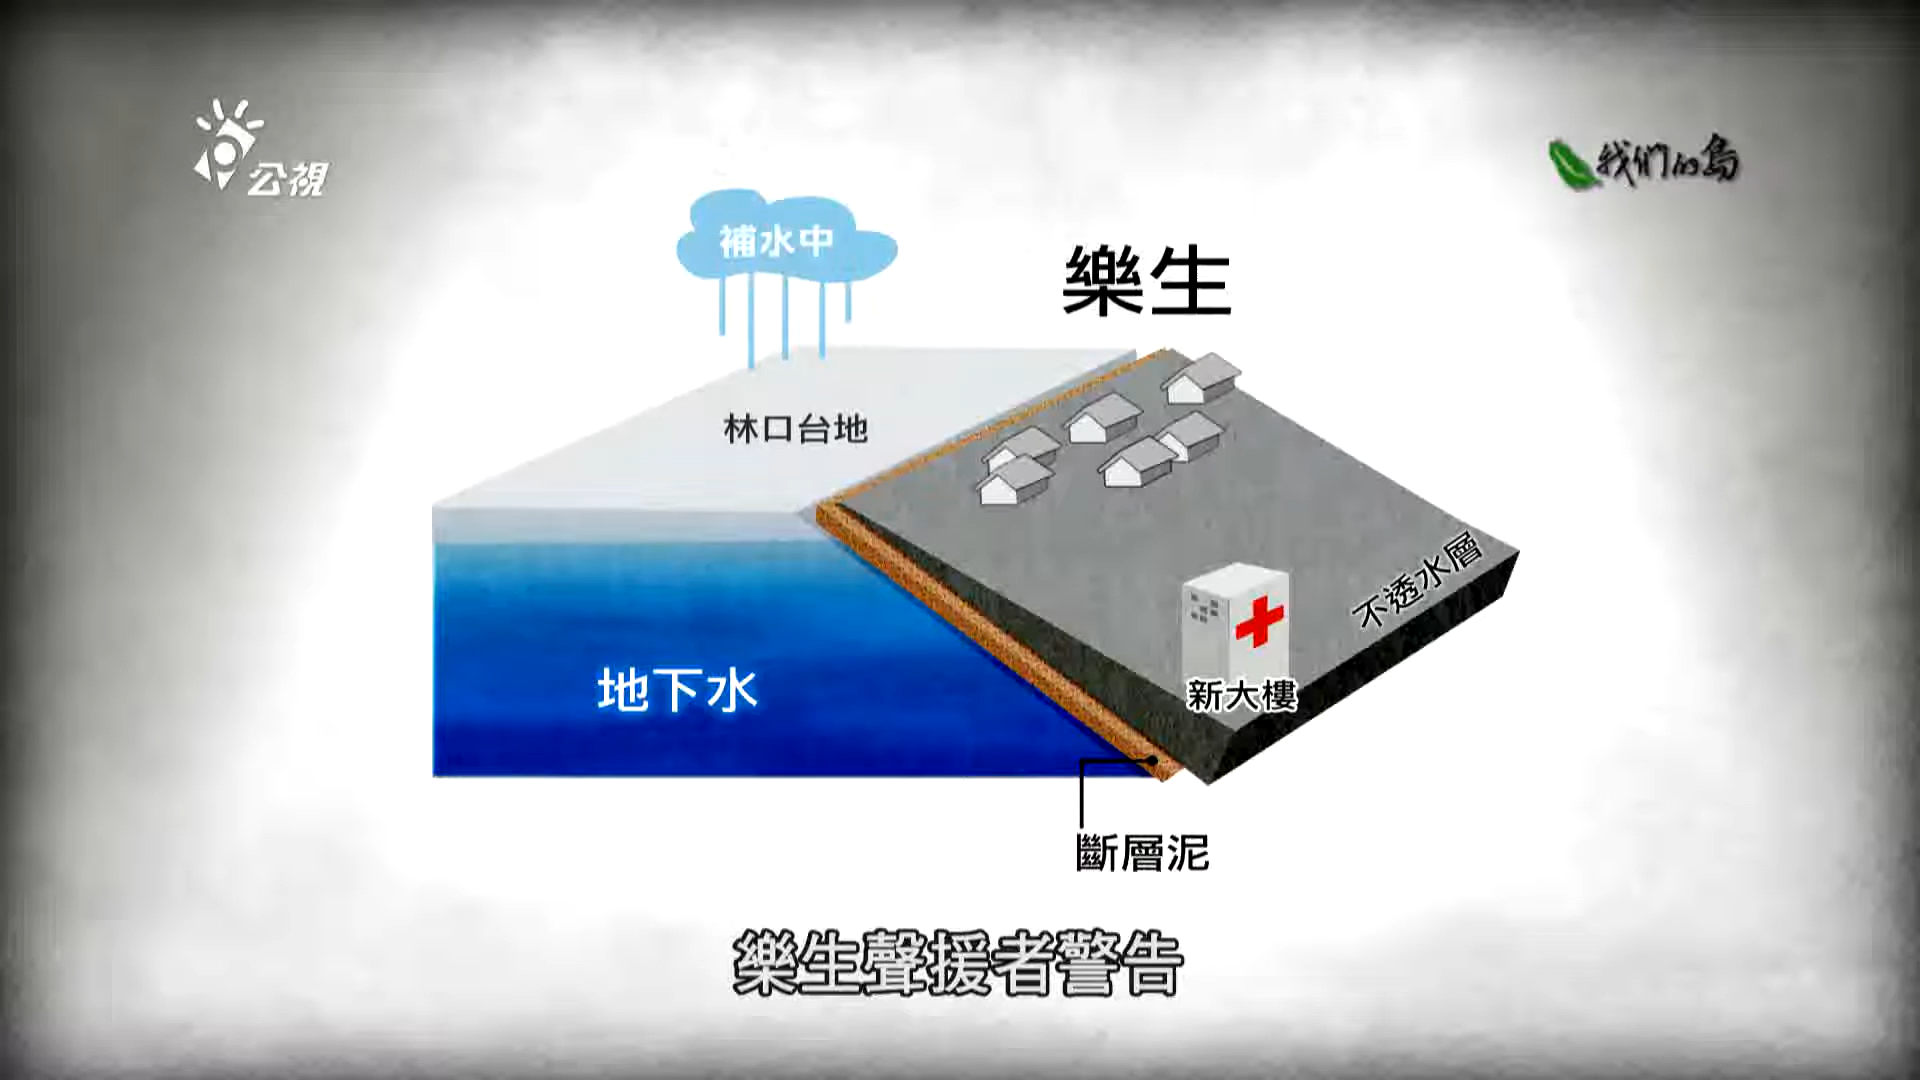 公視
我們的島
補水中
樂生
林口台地
不透水層
地下水
新大樓
斷層泥
樂生聲援者警告